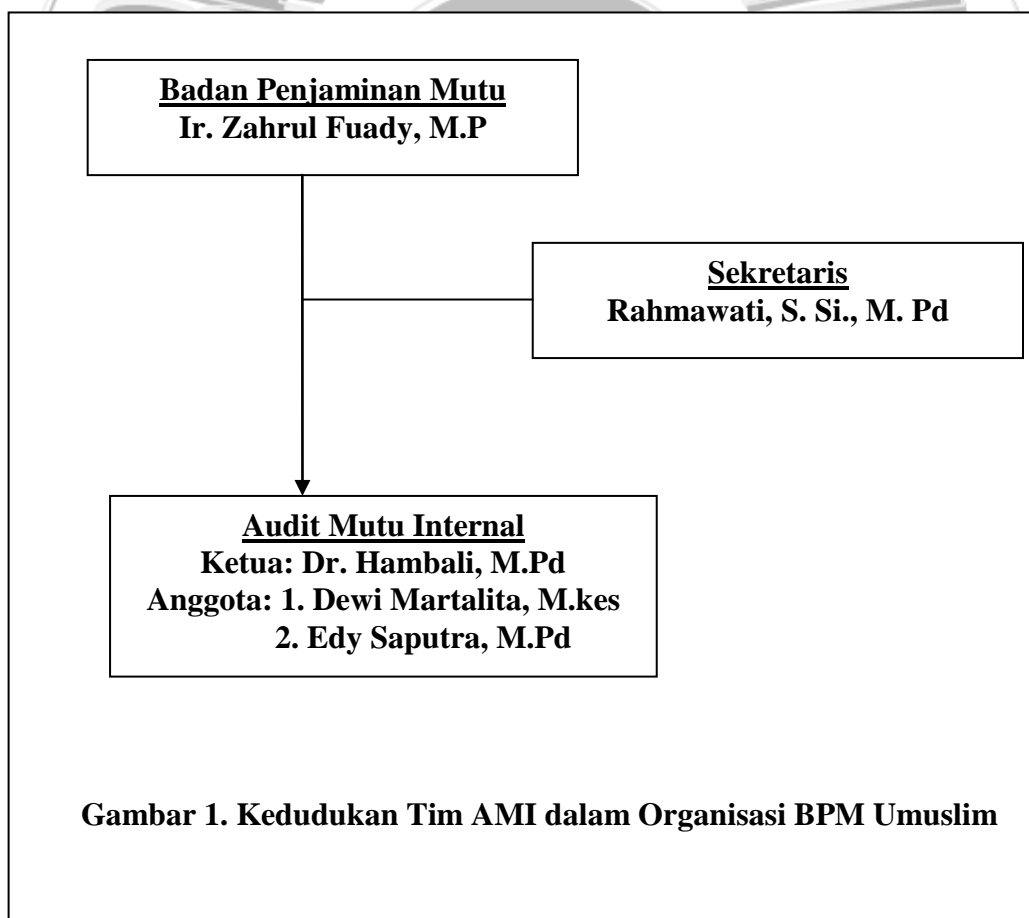 Badan Penjaminan Mutu
Ir. Zahrul Fuady, M.P
Sekretaris
Rahmawati, S. Si., M. Pd
Audit Mutu Internal
Ketua: Dr. Hambali, M.Pd
Anggota: 1. Dewi Martalita, M.kes
2. Edy Saputra, M.Pd
Gambar 1. Kedudukan Tim AMI dalam Organisasi BPM Umuslim